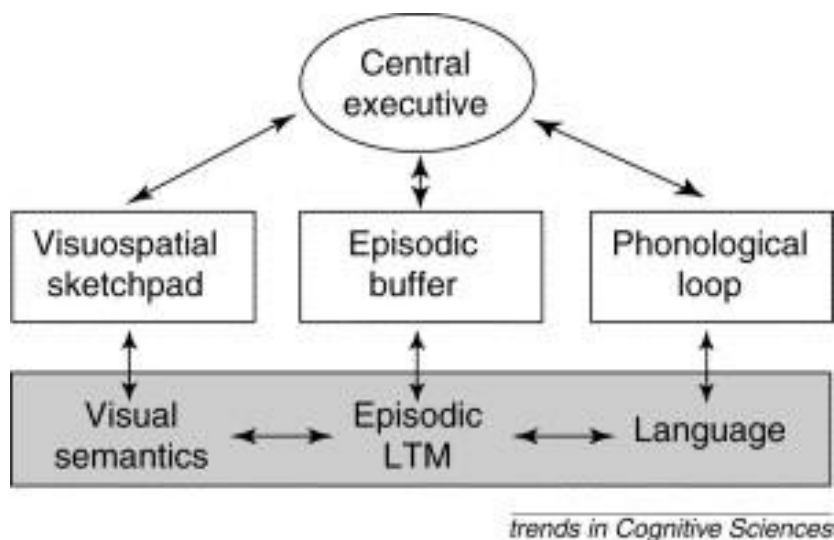 Central
executive
Visuospatial
sketchpad
Episodic
buffer
Phonological
loop
Visual
semantics
Episodic
LTM
Language
trends in Cognitive Sciences